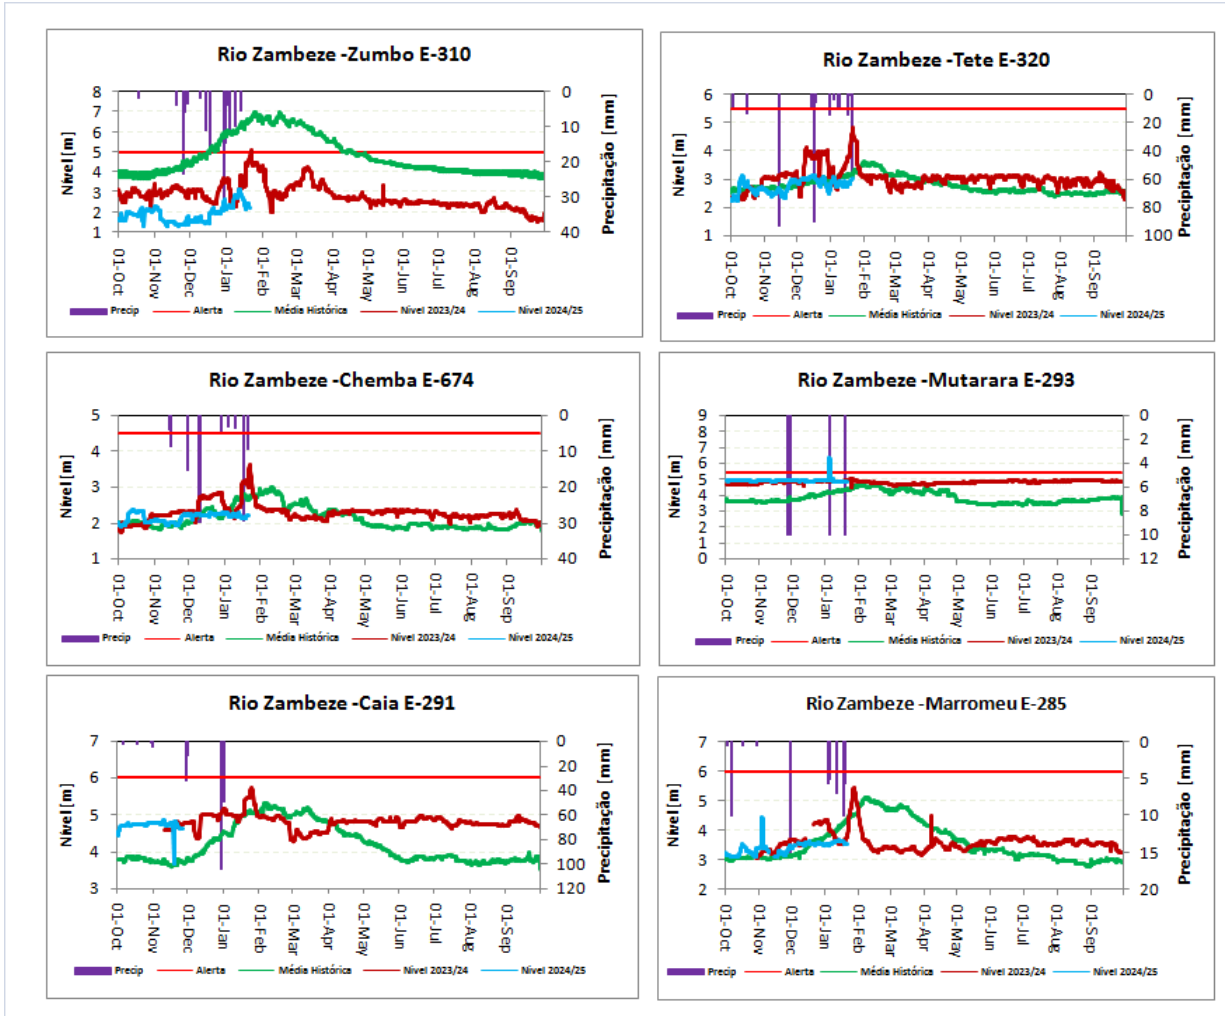 Rio Zambeze -Zumbo E-310
Nível [m]
8
7
6
5
4
3
2
1
0
10
20
30
40
Precipitação [mm]
01-Oct
01-Nov
01-Dec
01-Jan
01-Feb
01-Mar
01-Apr
01-May
01-Jun
01-Jul
01-Aug
01-Sep
Precip Alerta Média Histórica Nivel 2023/24 Nivel 2024/25
Rio Zambeze -Tete E-320
Nível [m]
6
5
4
3
2
1
0
20
40
60
80
100
Precipitação [mm]
01-Oct
01-Nov
01-Dec
01-Jan
01-Feb
01-Mar
01-Apr
01-May
01-Jun
01-Jul
01-Aug
01-Sep
Precip Alerta Média Histórica Nivel 2023/24 Nivel 2024/25
Rio Zambeze -Chemba E-674
Nível [m]
5
4
3
2
1
0
10
20
30
40
Precipitação [mm]
01-Oct
01-Nov
01-Dec
01-Jan
01-Feb
01-Mar
01-Apr
01-May
01-Jun
01-Jul
01-Aug
01-Sep
Precip Alerta Média Histórica Nivel 2023/24 Nivel 2024/25
Rio Zambeze -Mutarara E-293
Nível [m]
9
8
7
6
5
4
3
2
1
0
0
2
4
6
8
10
12
Precipitação [mm]
01-Oct
01-Nov
01-Dec
01-Jan
01-Feb
01-Mar
01-Apr
01-May
01-Jun
01-Jul
01-Aug
01-Sep
Precip Alerta Média Histórica Nivel 2023/24 Nivel 2024/25
Rio Zambeze -Caia E-291
Nível [m]
7
6
5
4
3
0
20
40
60
80
100
120
Precipitação [mm]
01-Oct
01-Nov
01-Dec
01-Jan
01-Feb
01-Mar
01-Apr
01-May
01-Jun
01-Jul
01-Aug
01-Sep
Precip Alerta Média Histórica Nivel 2023/24 Nivel 2024/25
Rio Zambeze -Marromeu E-285
Nível [m]
7
6
5
4
3
2
0
5
10
15
20
Precipitação [mm]
01-Oct
01-Nov
01-Dec
01-Jan
01-Feb
01-Mar
01-Apr
01-May
01-Jun
01-Jul
01-Aug
01-Sep
Precip Alerta Média Histórica Nivel 2023/24 Nivel 2024/25